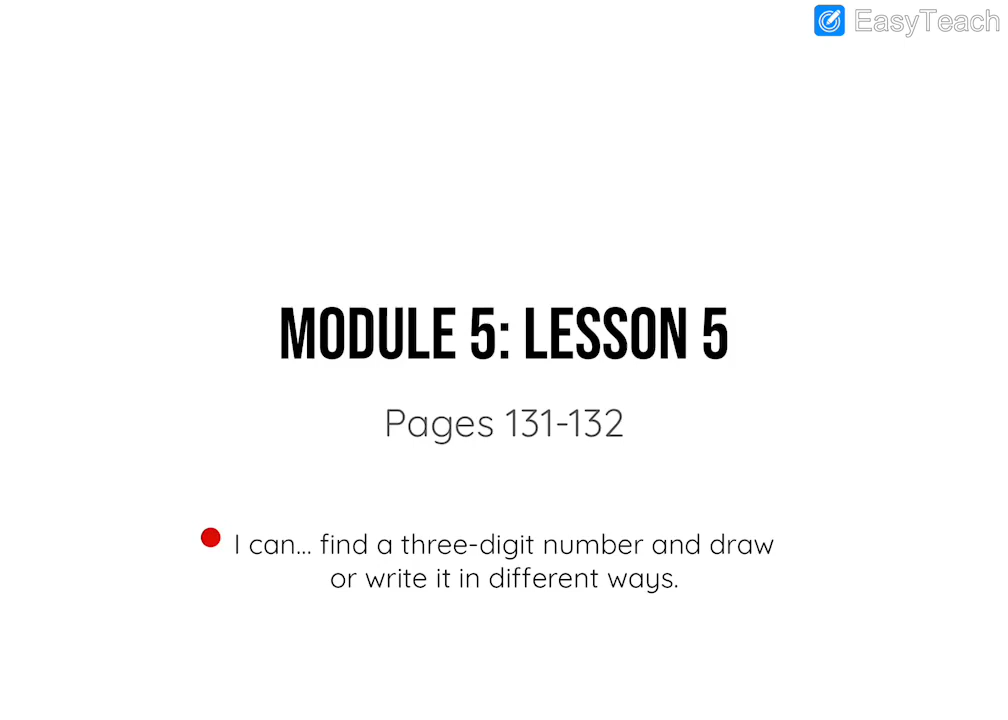 EasyTeach
MODULE 5: LESSON 5
Pages 131-132
I can... find a three-digit number and draw
or write it in different ways.